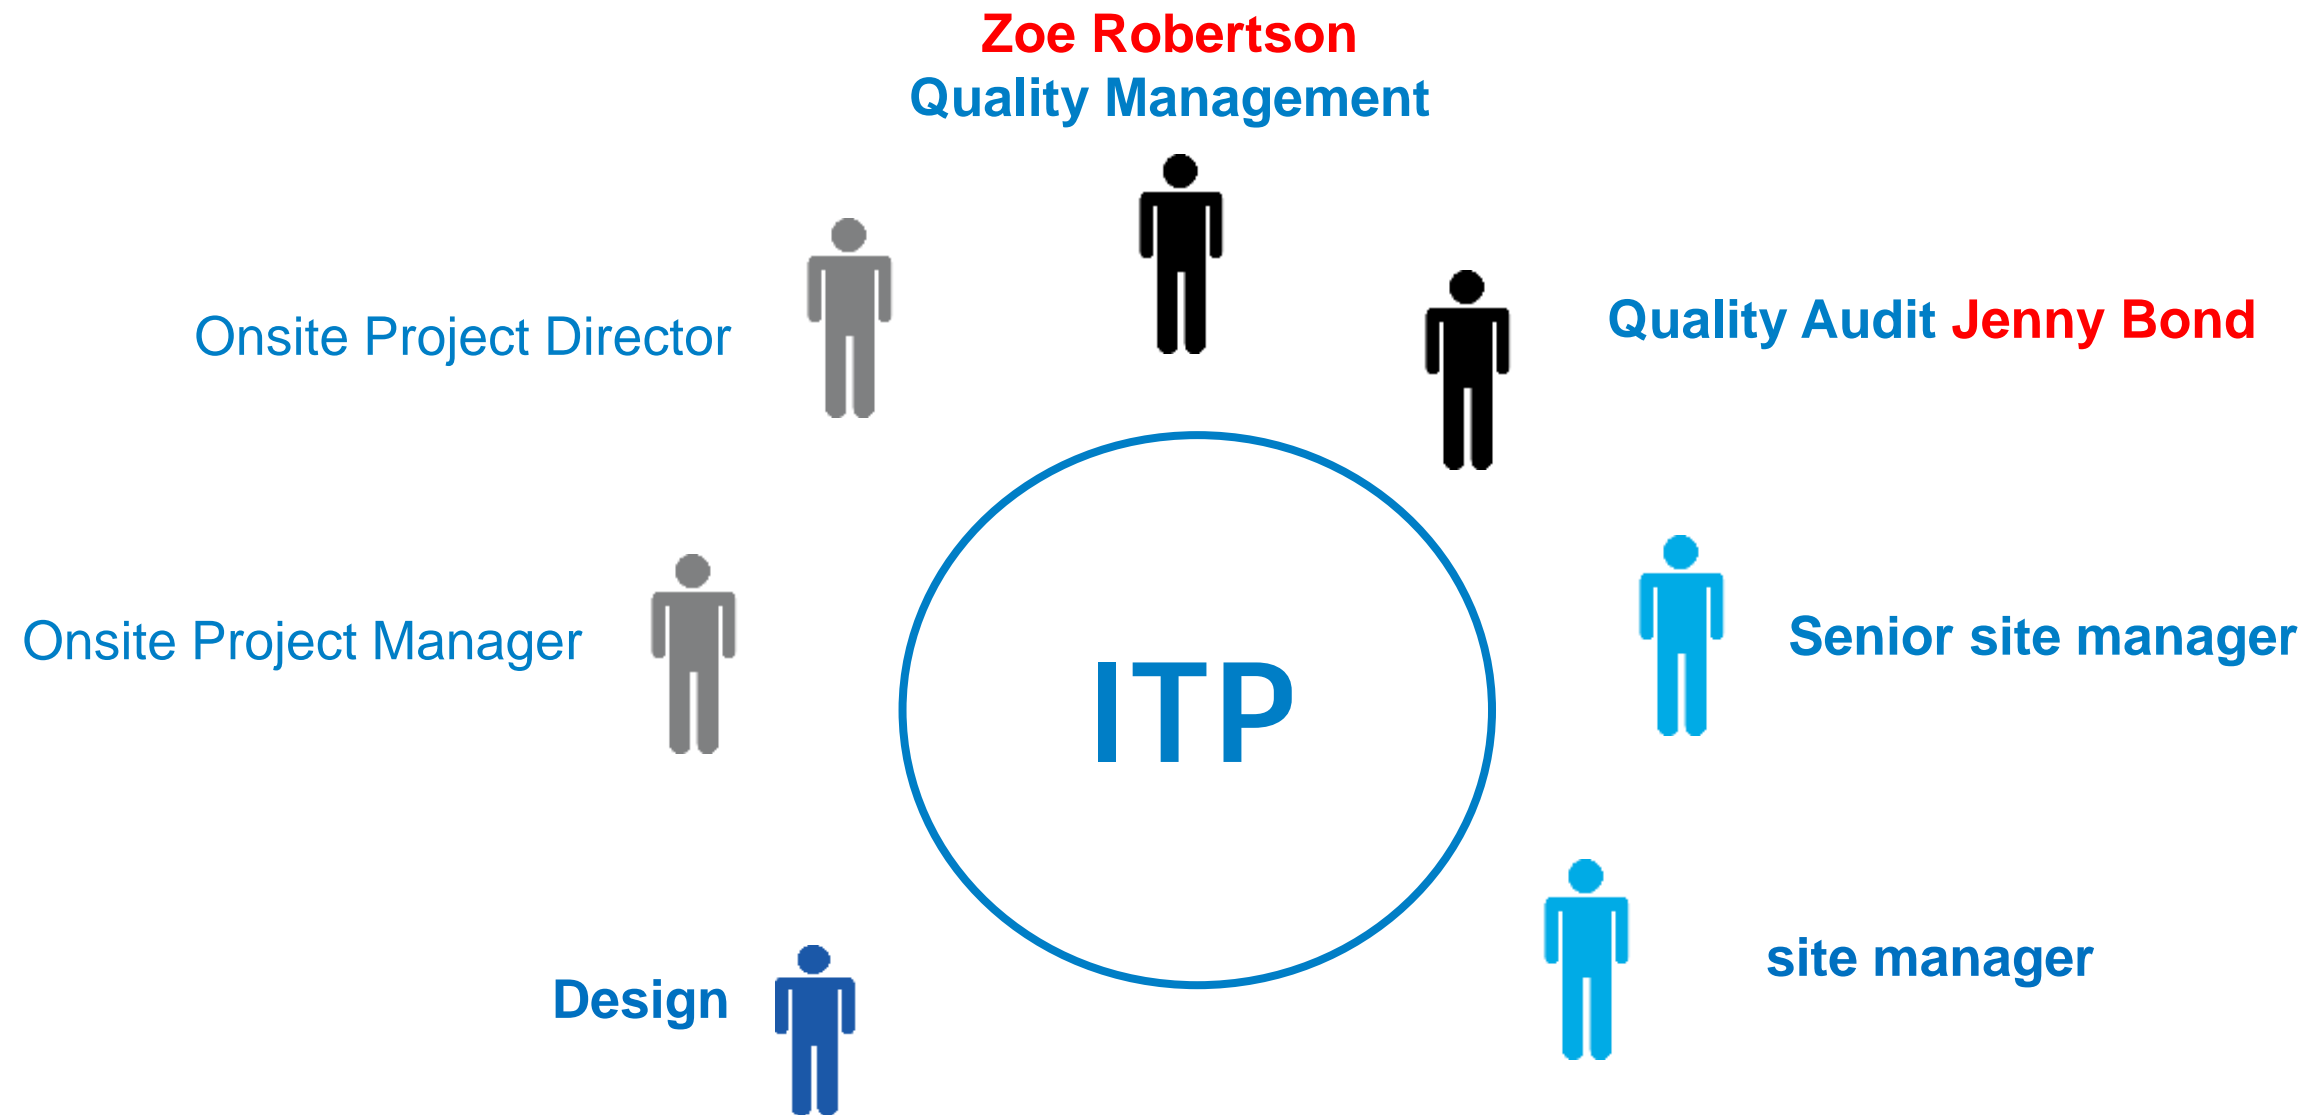 Zoe Robertson
Quality Management
Onsite Project Director
Quality Audit Jenny Bond
Onsite Project Manager
Senior site manager
ITP
Design
site manager